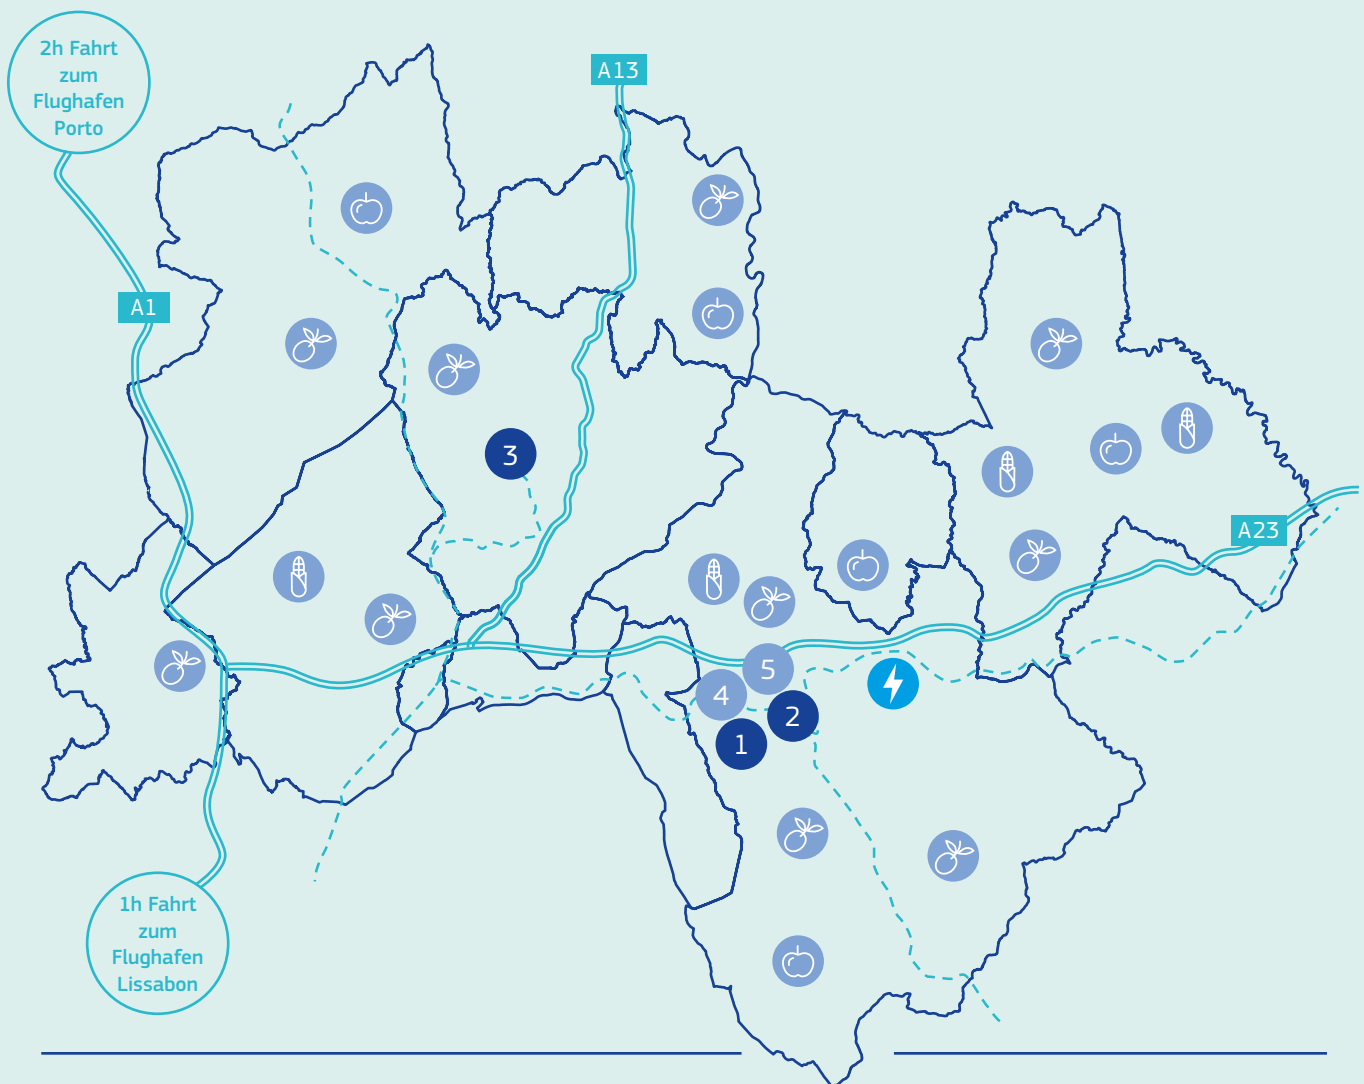 2h Fahrt
zum
Flughafen
Porto
A13
A1
3
A23
5
4
2
1
1h Fahrt
zum
Flughafen
Lissabon